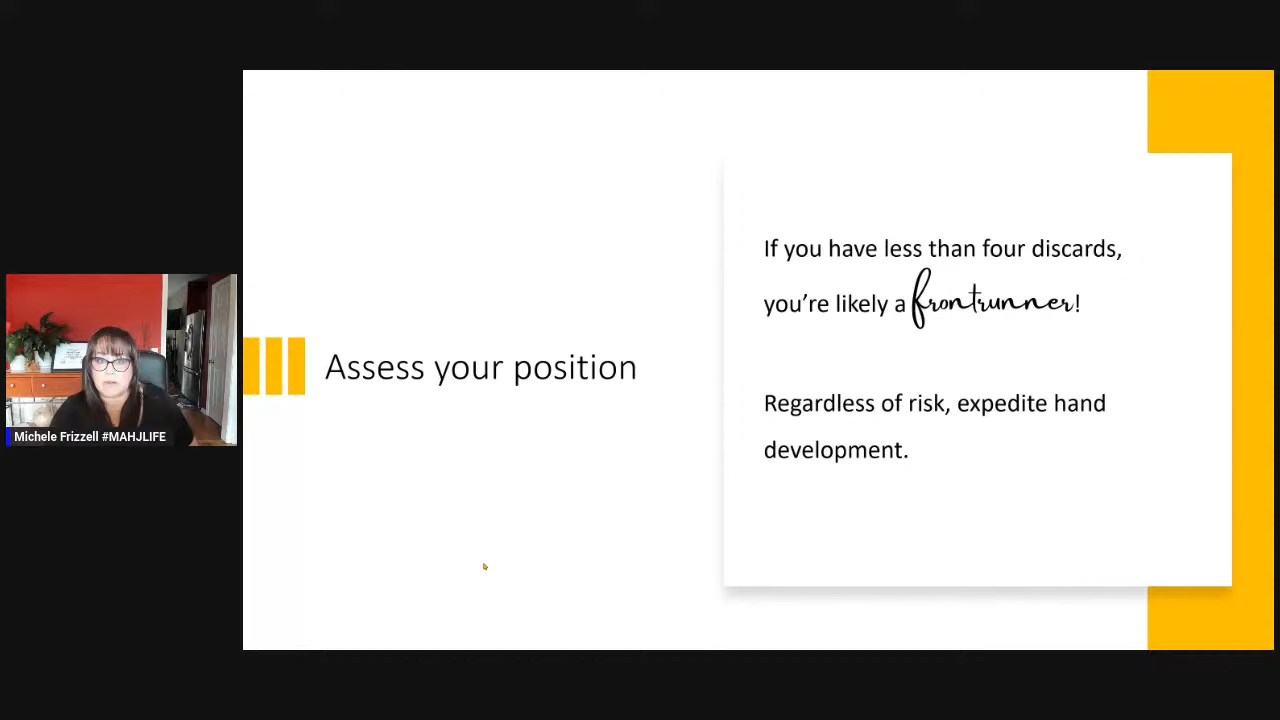 Assess your position
If you have less than four discards,
you’re likely a frontrunner!
Regardless of risk, expedite hand
development.
Michele Frizzell #MAHJLIFE